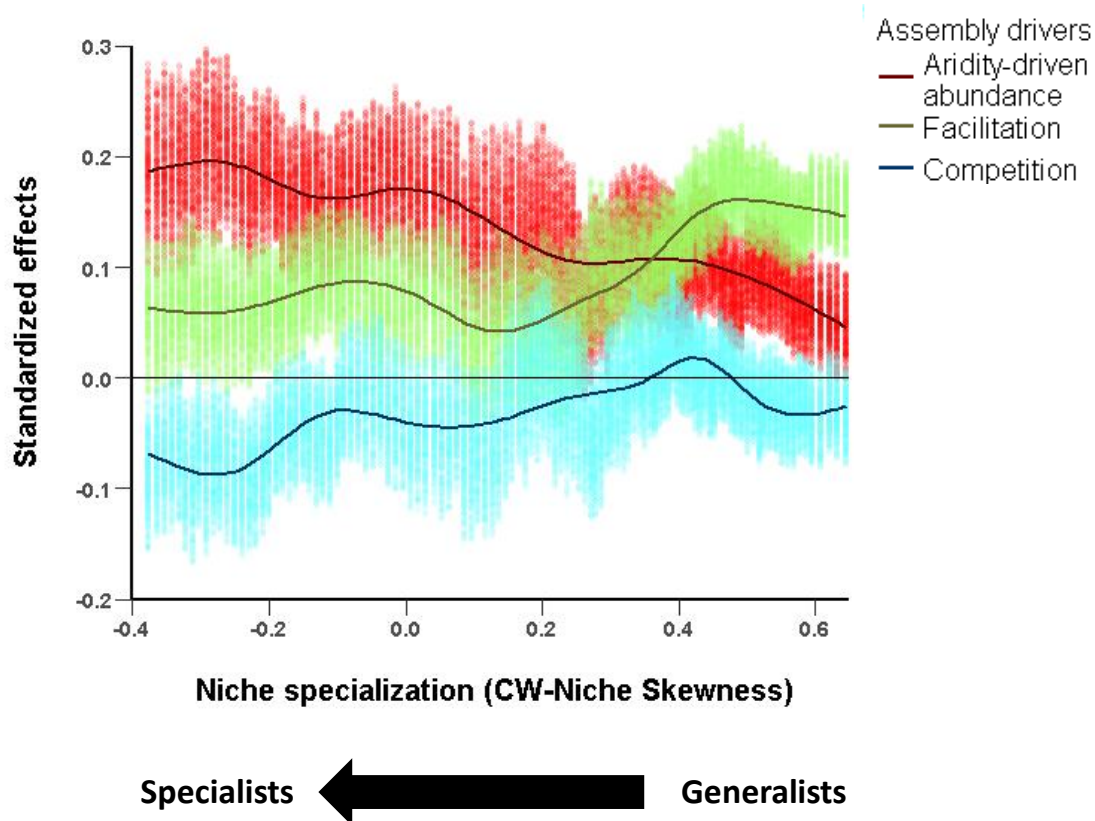 Assembly drivers
Aridity-driven
abundance
Facilitation
Competition
Standardized effects
0.3
0.2
0.1
0.0
-0.1
-0.2
-0.4
-0.2
0.0
0.2
0.4
0.6
Niche specialization (CW-Niche Skewness)
Specialists
Generalists